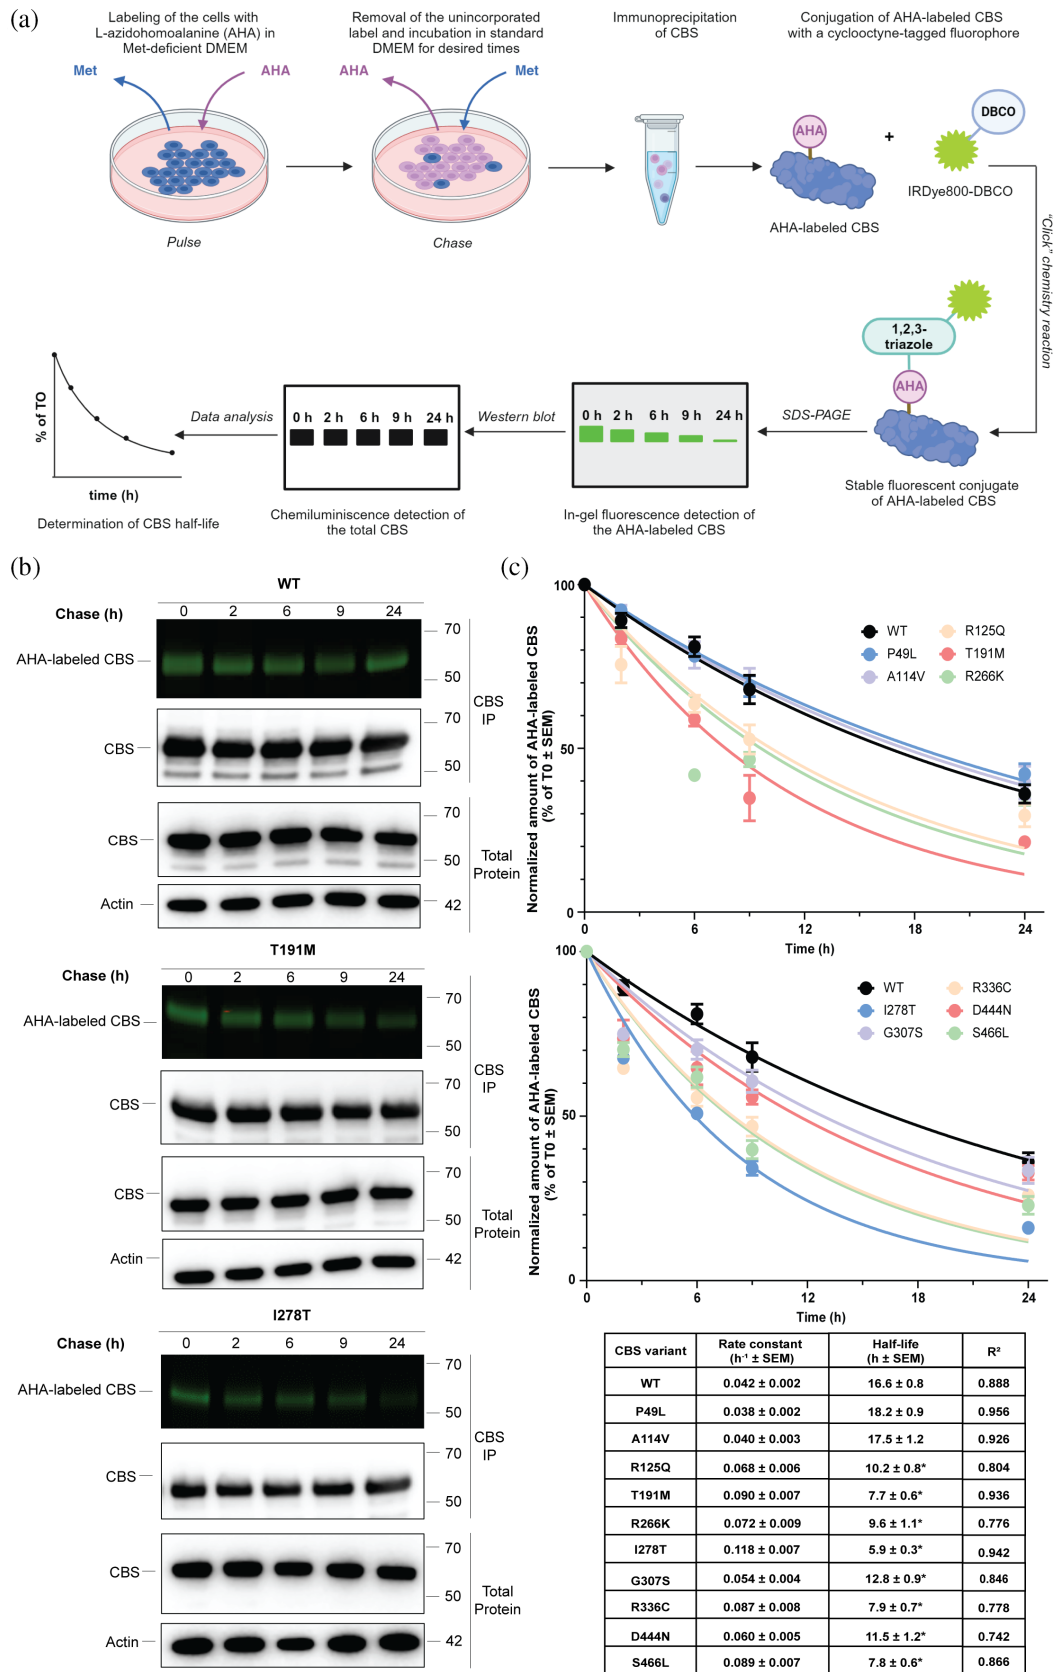 (a)
Labeling of the cells with
L-azidohomoalanine (AHA) in
Met-deficient DMEM
Removal of the unincorporated
label and incubation in standard
DMEM for desired times
Immunoprecipitation
of CBS
Conjugation of AHA-labeled CBS
with a cyclooctyne-tagged fluorophore
Met
AHA
AHA
Met
Pulse
Chase
AHA
+
DBCO
IRDye800-DBCO
AHA-labeled CBS
"Click" chemistry reaction
1,2,3-
triazole
AHA
Stable fluorescent conjugate
of AHA-labeled CBS
SDS-PAGE
0 h 2 h 6 h 9 h 24 h
In-gel fluorescence detection of
the AHA-labeled CBS
Western blot
0 h 2 h 6 h 9 h 24 h
Chemiluminiscence detection of
the total CBS
Data analysis
% of TO
time (h)
Determination of CBS half-life
(b)
WT
Chase (h) 0 2 6 9 24
AHA-labeled CBS
70
50
CBS
70
50
CBS
IP
CBS
70
50
Actin
42
Total
Protein
T191M
Chase (h) 0 2 6 9 24
AHA-labeled CBS
70
50
CBS
70
50
CBS
IP
CBS
70
50
Actin
42
Total
Protein
I278T
Chase (h) 0 2 6 9 24
AHA-labeled CBS
70
50
CBS
70
50
CBS
IP
CBS
70
50
Actin
42
Total
Protein
(c)
Normalized amount of AHA-labeled CBS
(% of T0 ± SEM)
100
50
0
0 6 12 18 24
Time (h)
WT
P49L
A114V
R125Q
T191M
R266K
Normalized amount of AHA-labeled CBS
(% of T0 ± SEM)
100
50
0
0 6 12 18 24
Time (h)
WT
I278T
G307S
R336C
D444N
S466L
CBS variant Rate constant (h⁻¹ ± SEM) Half-life (h ± SEM) R²
WT 0.042 ± 0.002 16.6 ± 0.8 0.888
P49L 0.038 ± 0.002 18.2 ± 0.9 0.956
A114V 0.040 ± 0.003 17.5 ± 1.2 0.926
R125Q 0.068 ± 0.006 10.2 ± 0.8* 0.804
T191M 0.090 ± 0.007 7.7 ± 0.6* 0.936
R266K 0.072 ± 0.009 9.6 ± 1.1* 0.776
I278T 0.118 ± 0.007 5.9 ± 0.3* 0.942
G307S 0.054 ± 0.004 12.8 ± 0.9* 0.846
R336C 0.087 ± 0.008 7.9 ± 0.7* 0.778
D444N 0.060 ± 0.005 11.5 ± 1.2* 0.742
S466L 0.089 ± 0.007 7.8 ± 0.6* 0.866